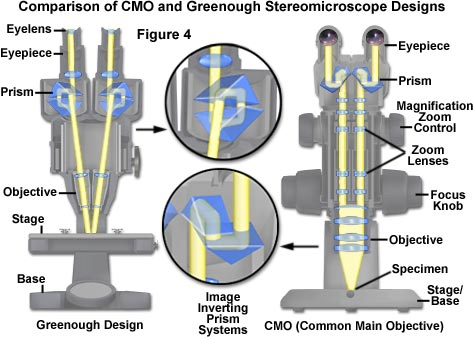 Comparison of CMO and Greenough Stereomicroscope Designs
Figure 4
Eyelens
Eyepiece
Prism
Objective
Stage
Base
Greenough Design
Image
Inverting
Prism
Systems
Eyepiece
Prism
Magnification
Zoom
Control
Zoom
Lenses
Focus
Knob
Objective
Specimen
Stage/
Base
CMO (Common Main Objective)